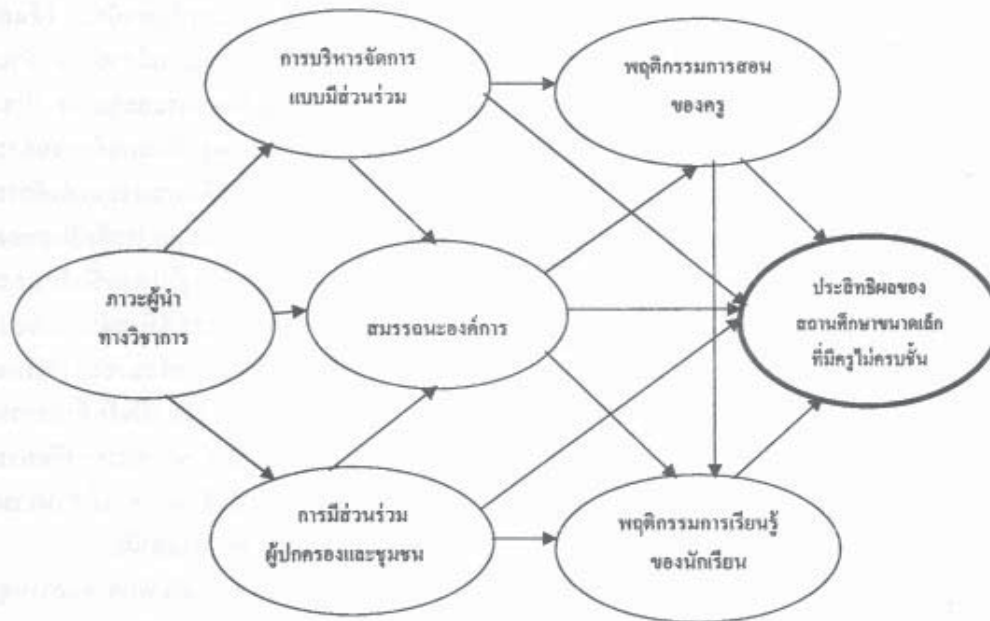 การบริหารจัดการ
แบบมีส่วนร่วม
พฤติกรรมการสอน
ของครู
ภาวะผู้นำ
ทางวิชาการ
สมรรถนะองค์การ
ประสิทธิผลของ
สถานศึกษาขนาดเล็ก
ที่มีครูไม่ครบชั้น
การมีส่วนร่วม
ผู้ปกครองและชุมชน
พฤติกรรมการเรียนรู้
ของนักเรียน